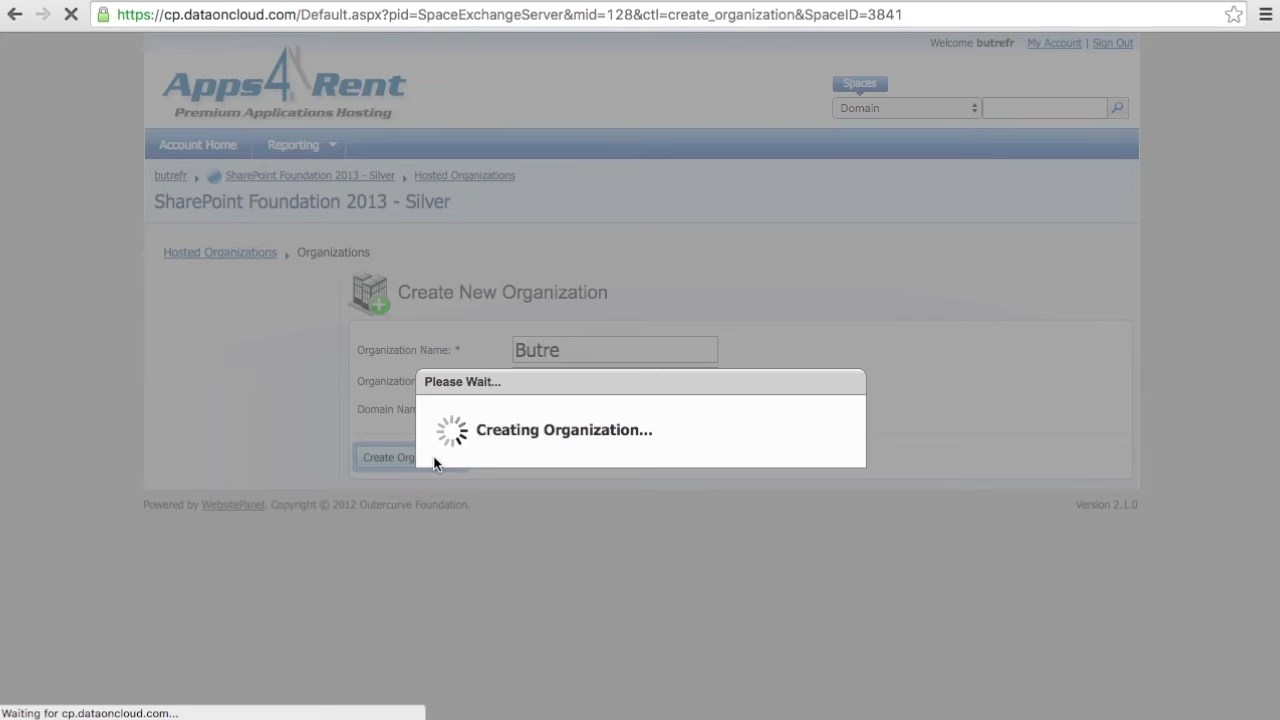 https://cp.dataoncloud.com/Default.aspx?pid=SpaceExchangeServer&mid=128&ctl=create_organization&SpaceID=3841
Welcome butrefr My Account | Sign Out
Apps4Rent
Premium Applications Hosting
Spaces
Domain
Account Home Reporting
butrefr SharePoint Foundation 2013 - Silver Hosted Organizations
SharePoint Foundation 2013 - Silver
Hosted Organizations Organizations
Create New Organization
Organization Name: * Butre
Organization
Domain Nam
Please Wait...
Creating Organization...
Create Org
Powered by WebsitePanel. Copyright © 2012 Outercurve Foundation. Version 2.1.0
Waiting for cp.dataoncloud.com...